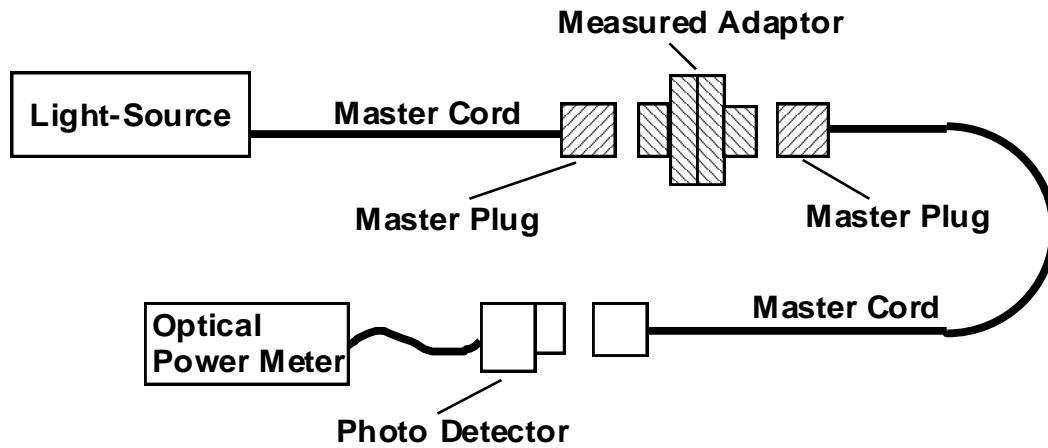 Measured Adaptor
Light-Source
Master Cord
Master Plug
Master Plug
Master Cord
Optical
Power Meter
Photo Detector